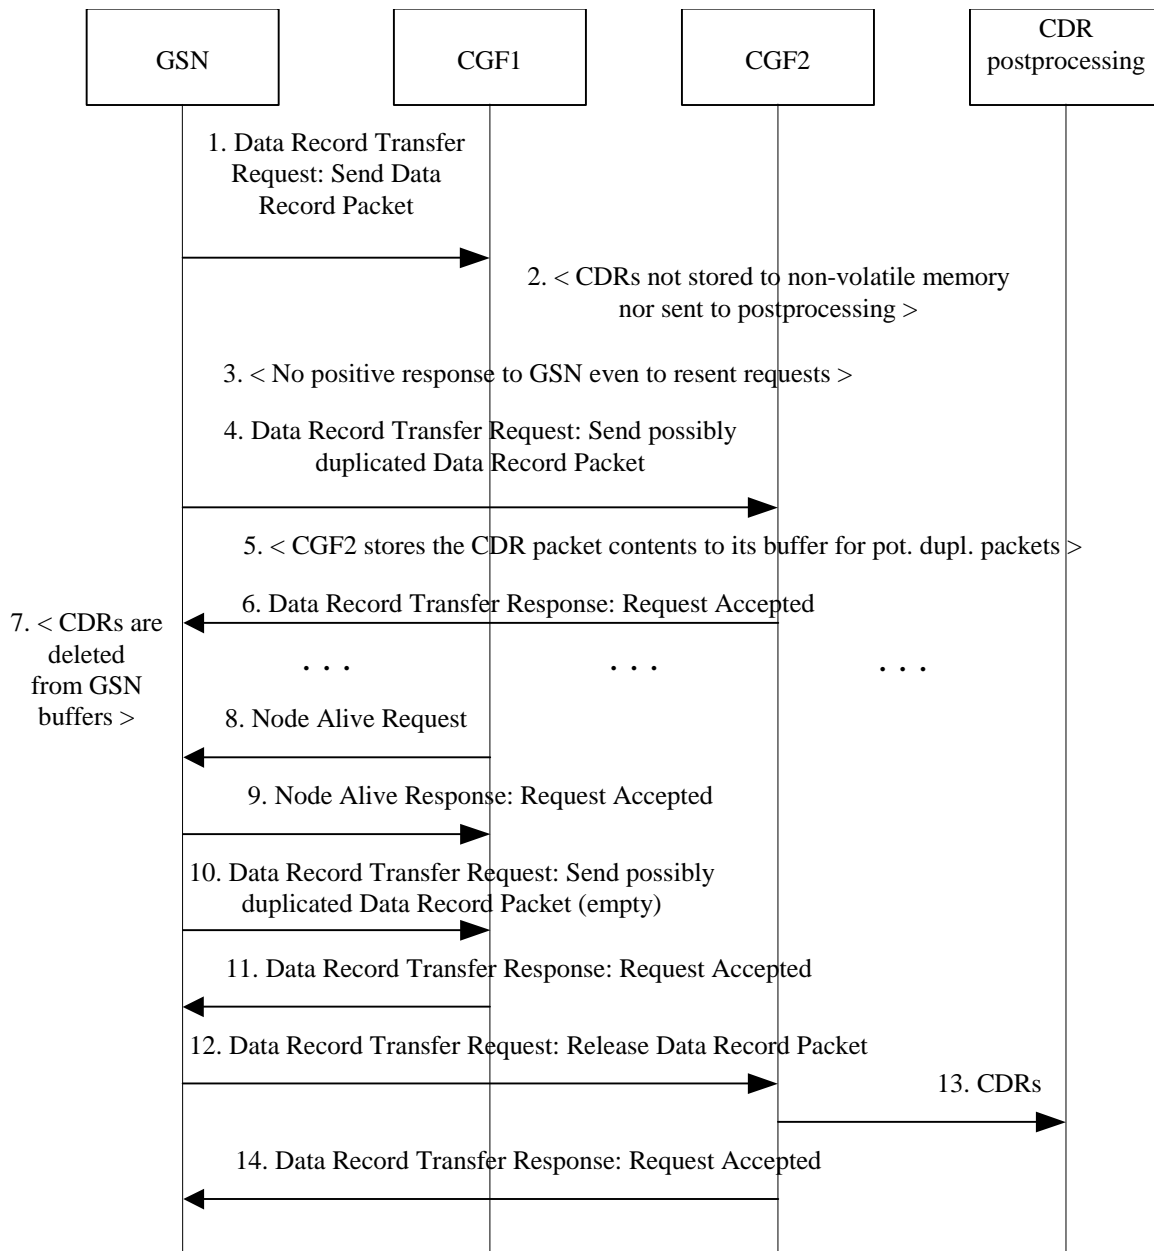 GSN
CGF1
CGF2
CDR
postprocessing
1. Data Record Transfer
Request: Send Data
Record Packet
2. < CDRs not stored to non-volatile memory
nor sent to postprocessing >
3. < No positive response to GSN even to resent requests >
4. Data Record Transfer Request: Send possibly
duplicated Data Record Packet
5. < CGF2 stores the CDR packet contents to its buffer for pot. dupl. packets >
6. Data Record Transfer Response: Request Accepted
7. < CDRs are
deleted
from GSN
buffers >
. . .
. . .
. . .
8. Node Alive Request
9. Node Alive Response: Request Accepted
10. Data Record Transfer Request: Send possibly
duplicated Data Record Packet (empty)
11. Data Record Transfer Response: Request Accepted
12. Data Record Transfer Request: Release Data Record Packet
13. CDRs
14. Data Record Transfer Response: Request Accepted